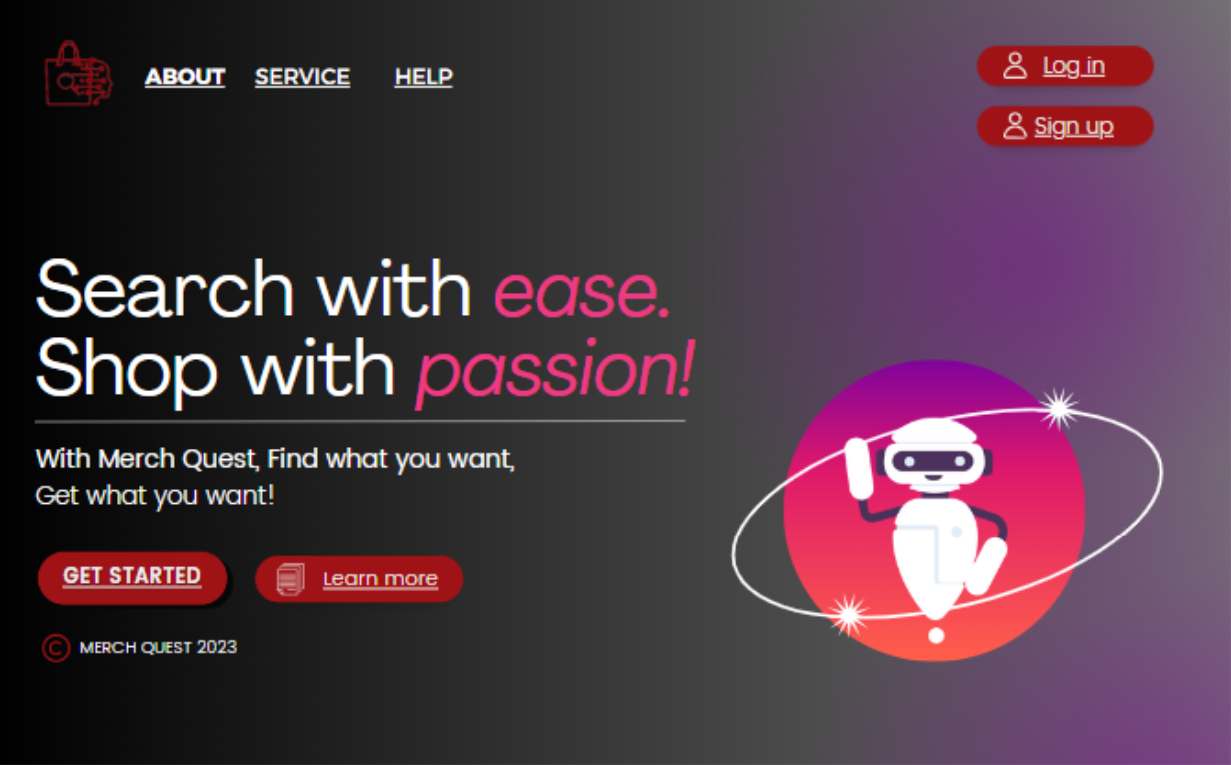 ABOUT SERVICE HELP
Log in
Sign up
Search with ease.
Shop with passion!
With Merch Quest, Find what you want,
Get what you want!
GET STARTED Learn more
© MERCH QUEST 2023